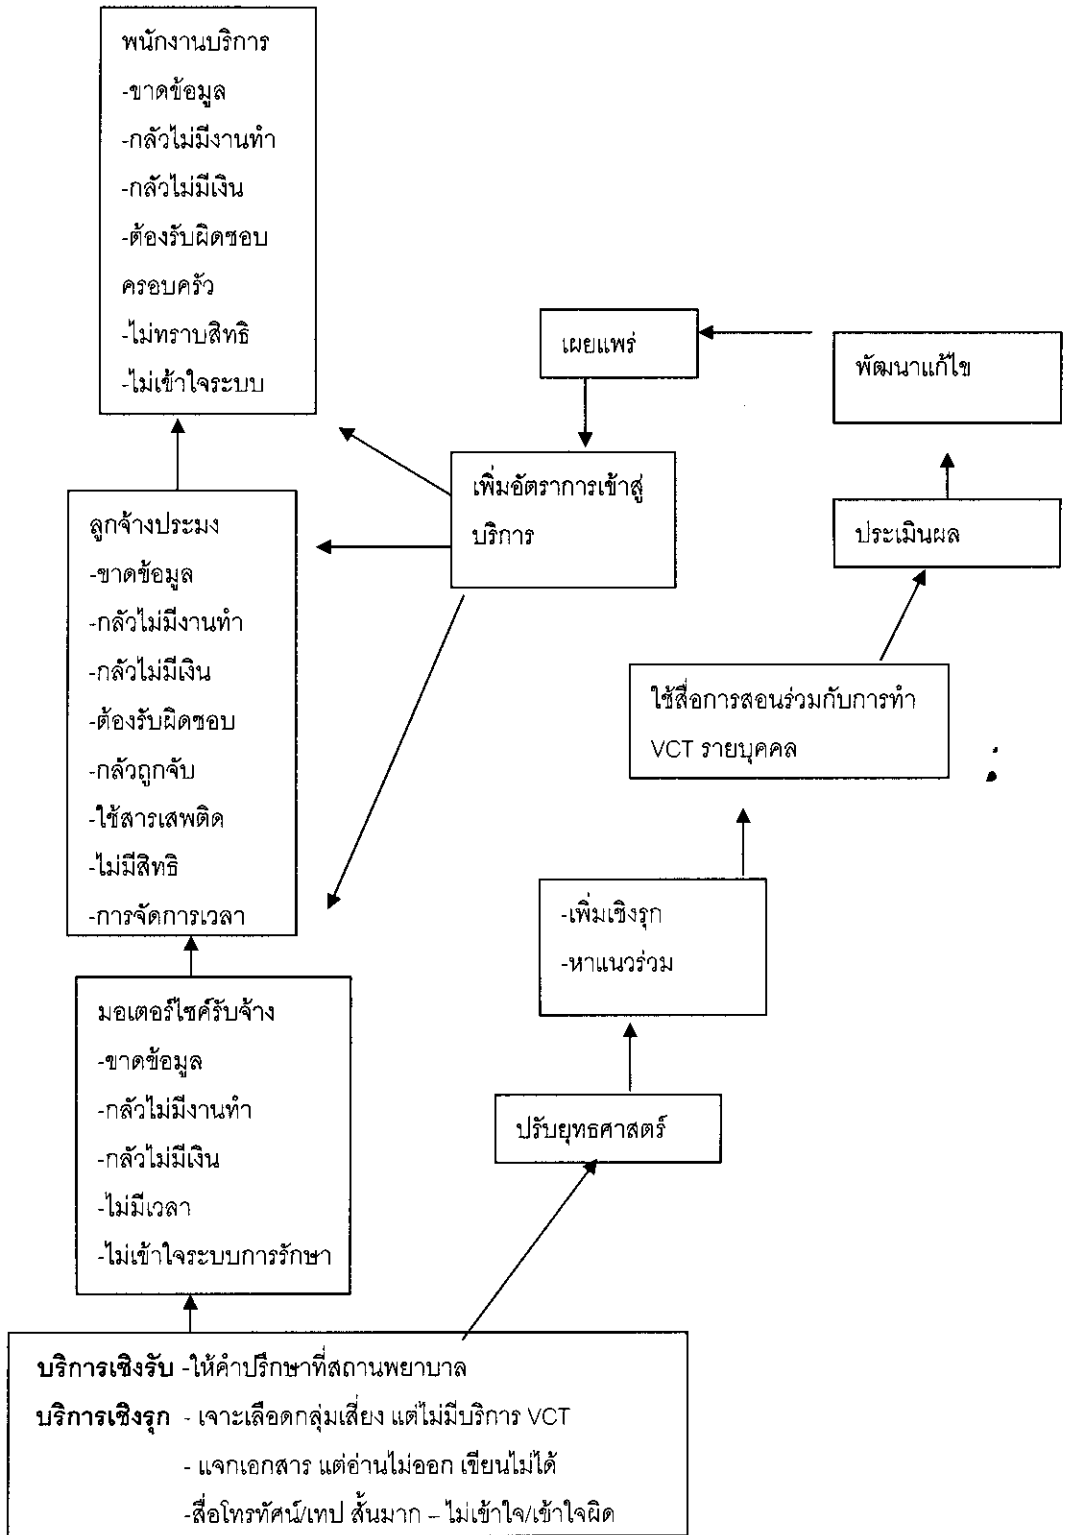 พนักงานบริการ
-ขาดข้อมูล
-กลัวไม่มีงานทำ
-กลัวไม่มีเงิน
-ต้องรับผิดชอบ
ครอบครัว
-ไม่ทราบสิทธิ
-ไม่เข้าใจระบบ
เผยแพร่
พัฒนาแก้ไข
เพิ่มอัตราการเข้าสู่
บริการ
ประเมินผล
ลูกจ้างประมง
-ขาดข้อมูล
-กลัวไม่มีงานทำ
-กลัวไม่มีเงิน
-ต้องรับผิดชอบ
-กลัวถูกจับ
-ใช้สารเสพติด
-ไม่มีสิทธิ
-การจัดการเวลา
ใช้สื่อการสอนร่วมกับการทำ
VCT รายบุคคล
-เพิ่มเชิงรุก
-หาแนวร่วม
มอเตอร์ไซค์รับจ้าง
-ขาดข้อมูล
-กลัวไม่มีงานทำ
-กลัวไม่มีเงิน
-ไม่มีเวลา
-ไม่เข้าใจระบบการรักษา
ปรับยุทธศาสตร์
บริการเชิงรับ -ให้คำปรึกษาที่สถานพยาบาล
บริการเชิงรุก - เจาะเลือดกลุ่มเสี่ยง แต่ไม่มีบริการ VCT
- แจกเอกสาร แต่อ่านไม่ออก เขียนไม่ได้
-สื่อโทรทัศน์/เทป สั้นมาก – ไม่เข้าใจ/เข้าใจผิด